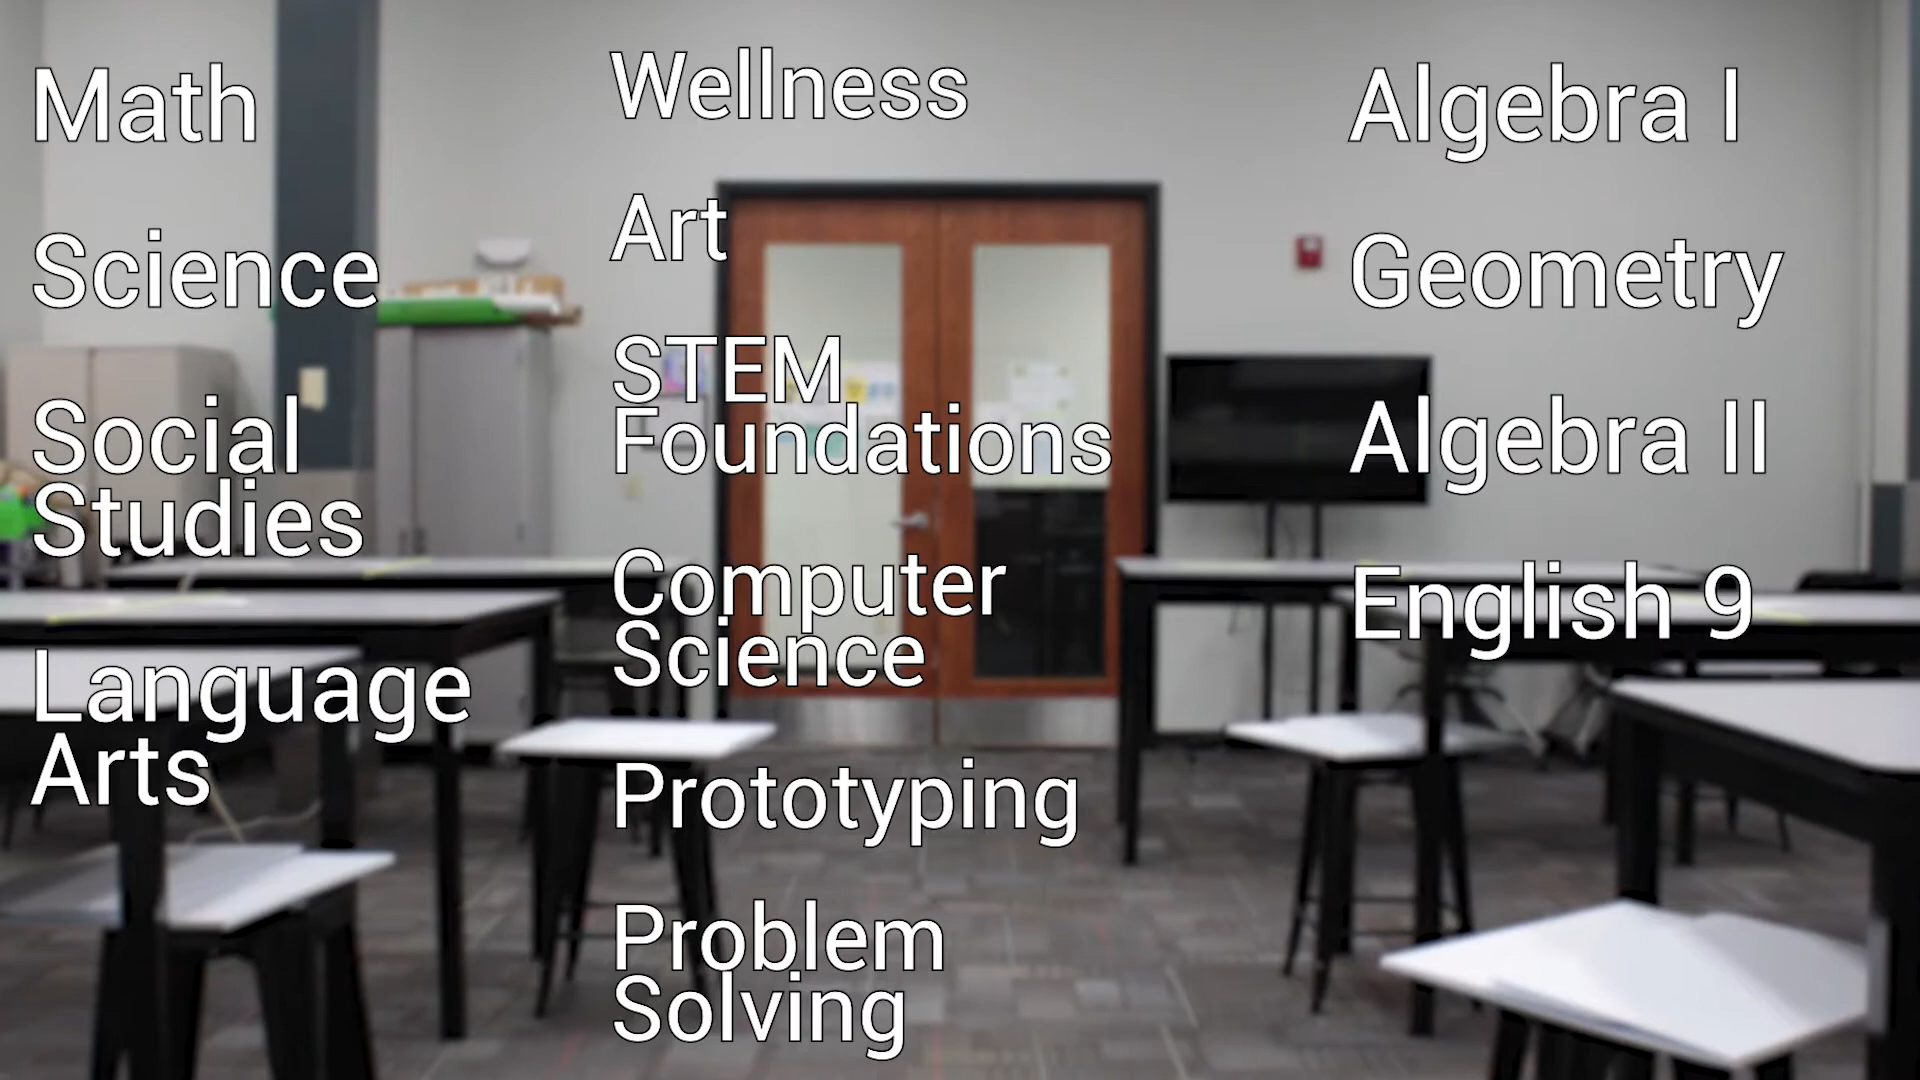 Math
Science
Social
Studies
Language
Arts
Wellness
Art
STEM
Foundations
Computer
Science
Prototyping
Problem
Solving
Algebra I
Geometry
Algebra II
English 9